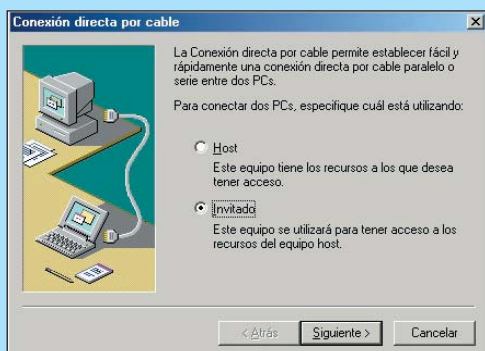 Conexión directa por cable
La Conexión directa por cable permite establecer fácil y
rápidamente una conexión directa por cable paralelo o
serie entre dos PCs.
Para conectar dos PCs, especifique cuál está utilizando:
Host
Este equipo tiene los recursos a los que desea
tener acceso.
Invitado
Este equipo se utilizará para tener acceso a los
recursos del equipo host.
< Atrás
Siguiente >
Cancelar